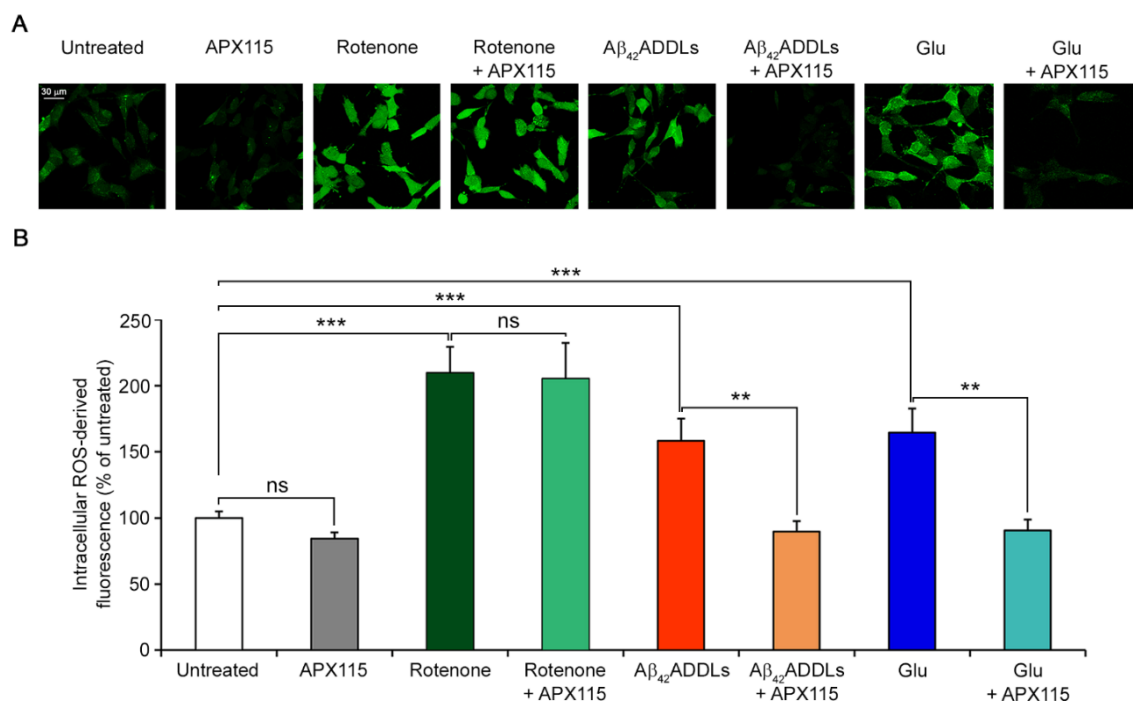 A
Untreated
APX115
Rotenone
Rotenone
+ APX115
Aβ₄₂ADDLs
Aβ₄₂ADDLs
+ APX115
Glu
Glu
+ APX115
30 μm
B
Intracellular ROS-derived
fluorescence (% of untreated)
250
200
150
100
50
0
***
***
***
ns
**
**
ns
Untreated
APX115
Rotenone
Rotenone
+ APX115
Aβ₄₂ADDLs
Aβ₄₂ADDLs
+ APX115
Glu
Glu
+ APX115